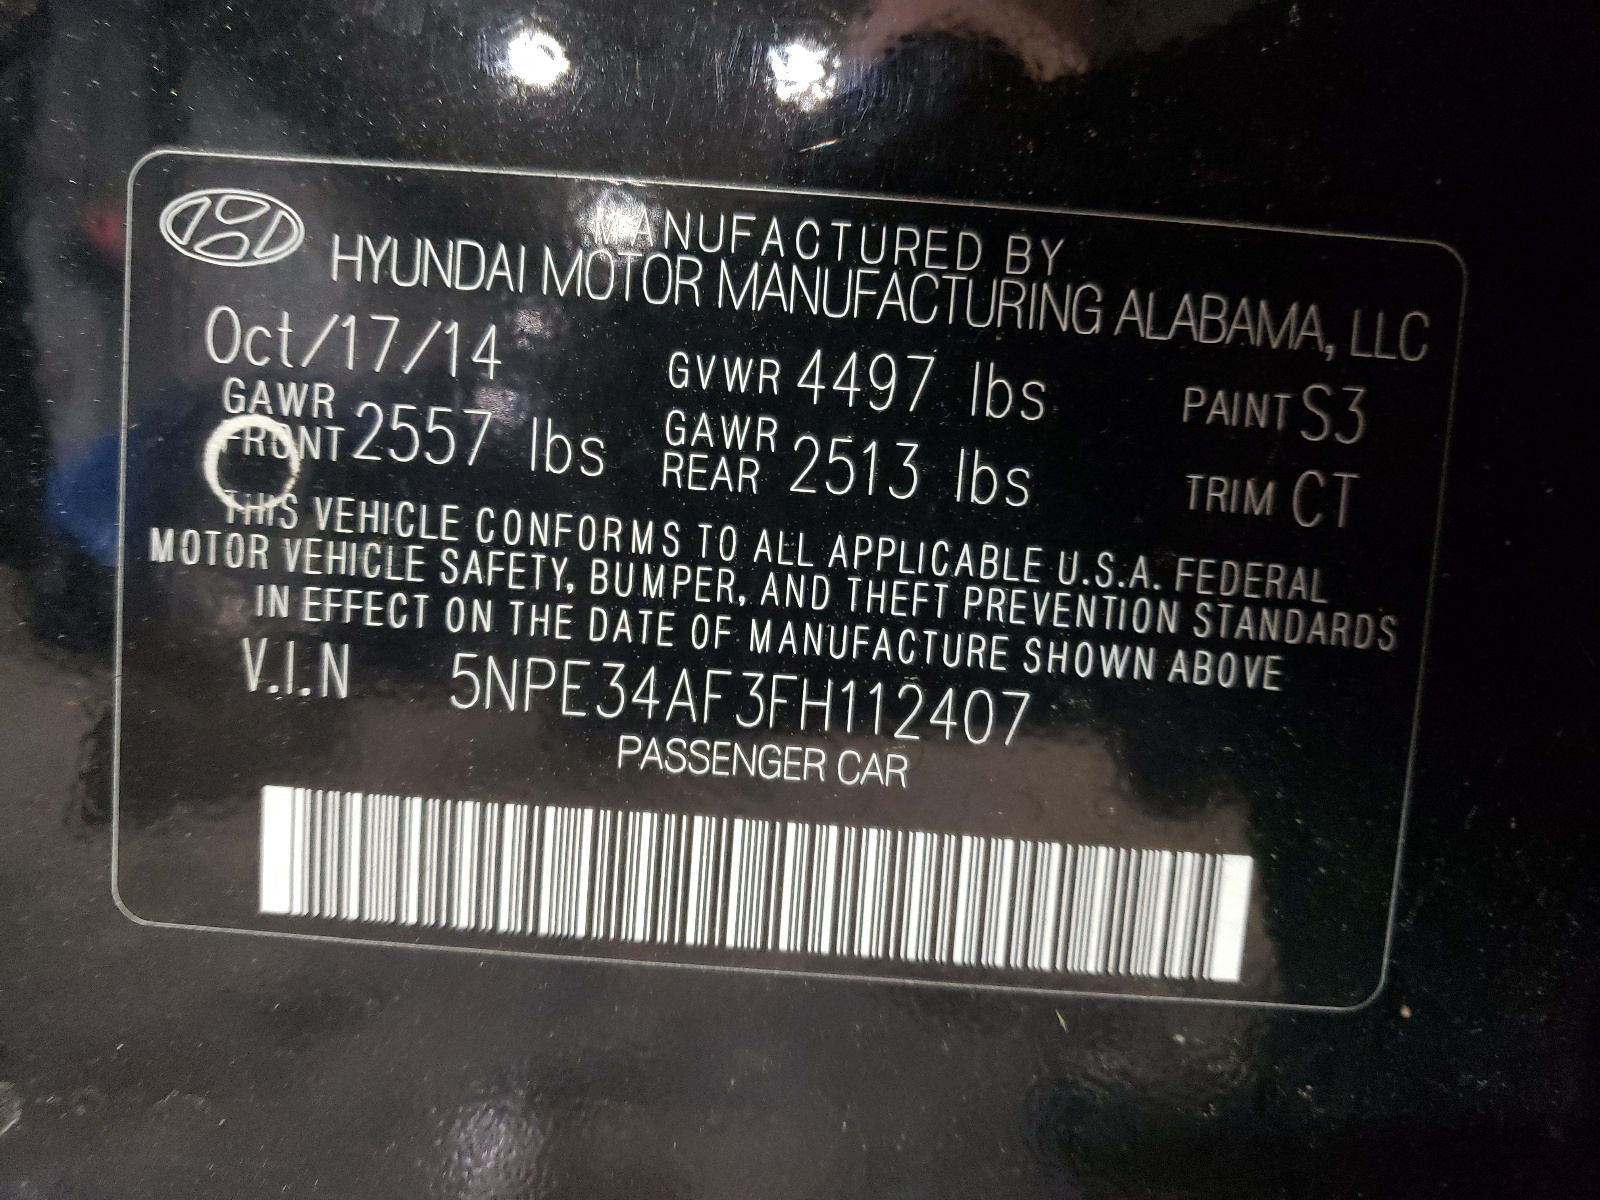 MANUFACTURED BY
HYUNDAI MOTOR MANUFACTURING ALABAMA, LLC
Oct/17/14 GVWR 4497 lbs PAINT S3
GAWR FRONT 2557 lbs GAWR REAR 2513 lbs TRIM CT
THIS VEHICLE CONFORMS TO ALL APPLICABLE U.S.A. FEDERAL
MOTOR VEHICLE SAFETY, BUMPER, AND THEFT PREVENTION STANDARDS
IN EFFECT ON THE DATE OF MANUFACTURE SHOWN ABOVE
V.I.N 5NPE34AF3FH112407
PASSENGER CAR